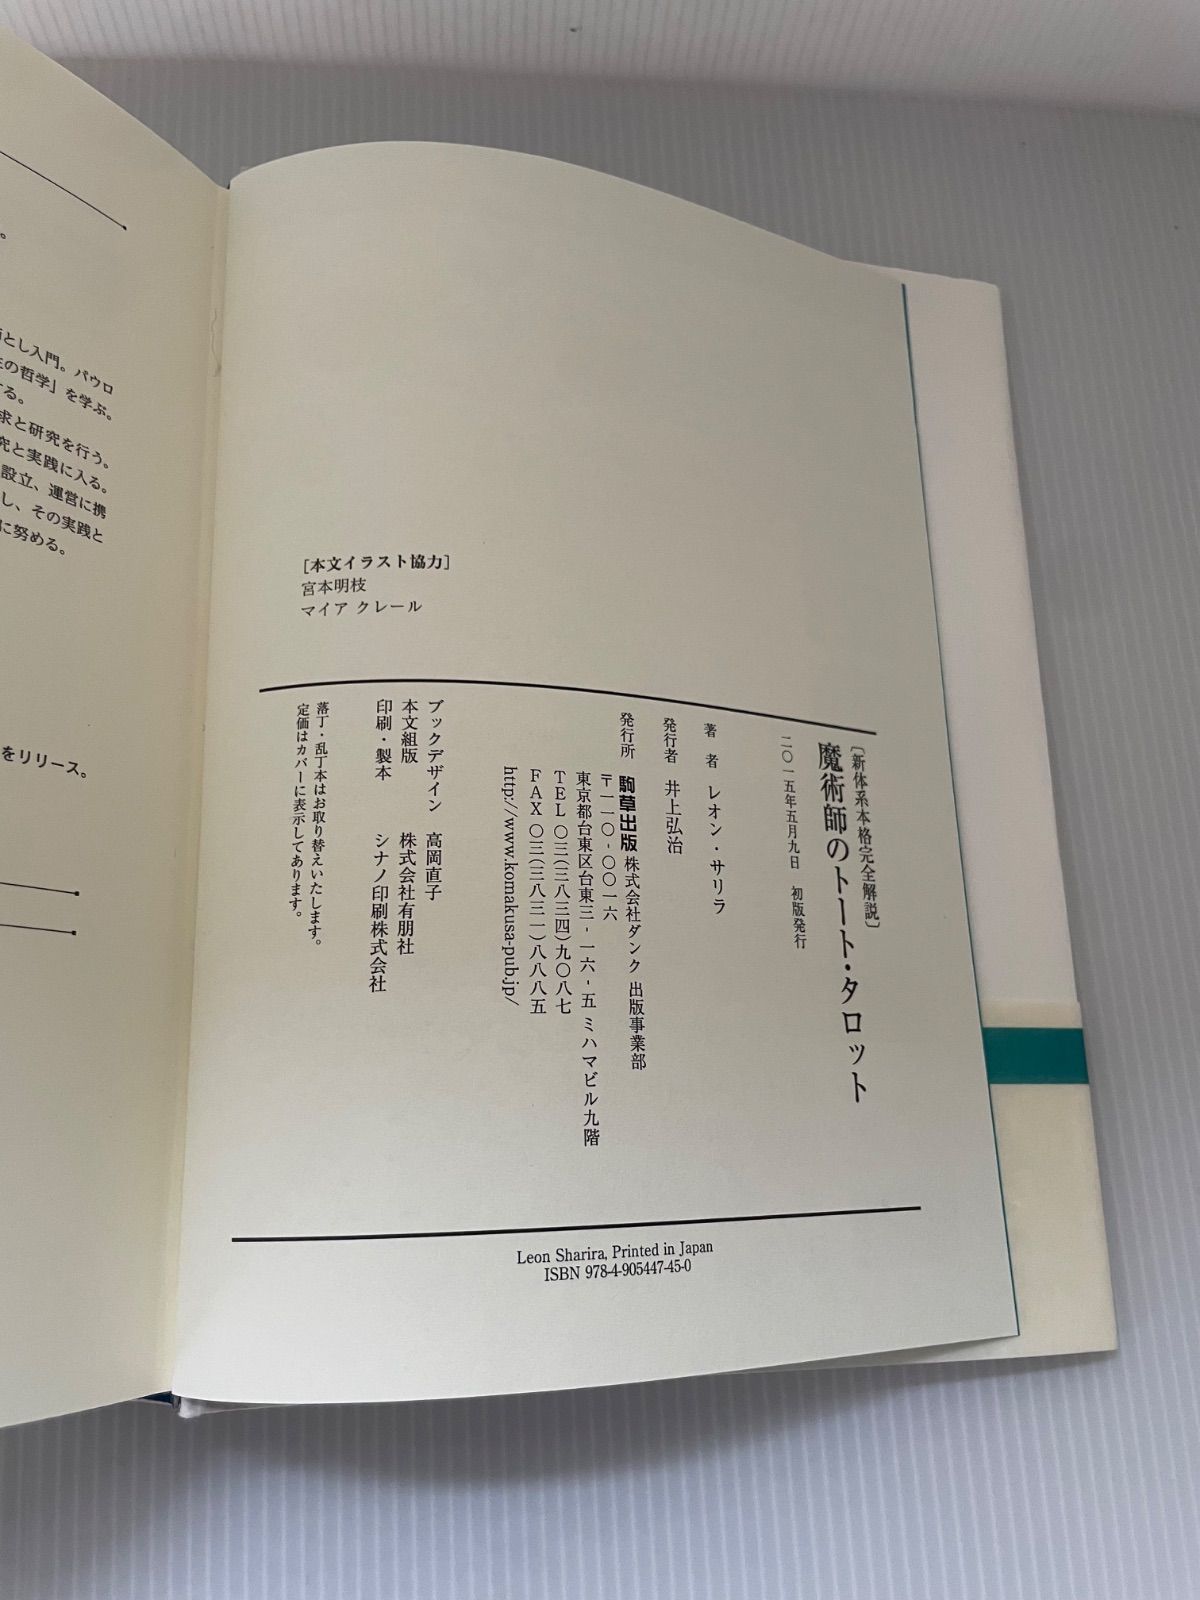 。
とし入門。パウロ
の哲学」を学ぶ。
する。
求と研究を行う。
究と実践に入る。
設立、運営に携
し、その実践と
に努める。
をリリース。
［本文イラスト協力］
宮本明枝
マイア クレール
〔新体系本格完全解説〕
魔術師のトート・タロット
二〇一五年五月九日　初版発行
著　者　レオン・サリラ
発行者　井上弘治
発行所　駒草出版 株式会社ダンク 出版事業部
〒一一〇-〇〇一六
東京都台東区台東三-一六-五 ミハマビル九階
TEL 〇三(三八三四)九〇八七
FAX 〇三(三八三一)八八八五
http://www.komakusa-pub.jp/
ブックデザイン　高岡直子
本文組版　株式会社有朋社
印刷・製本　シナノ印刷株式会社
落丁・乱丁本はお取り替えいたします。
定価はカバーに表示してあります。
Leon Sharira, Printed in Japan
ISBN 978-4-905447-45-0